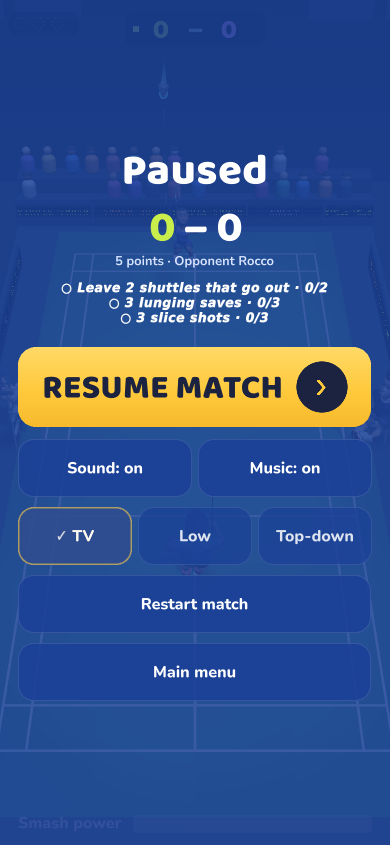 0 – 0
Paused
0 – 0
5 points · Opponent Rocco
Leave 2 shuttles that go out · 0/2
3 lunging saves · 0/3
3 slice shots · 0/3
RESUME MATCH
Sound: on
Music: on
✓ TV
Low
Top-down
Restart match
Main menu
Smash power